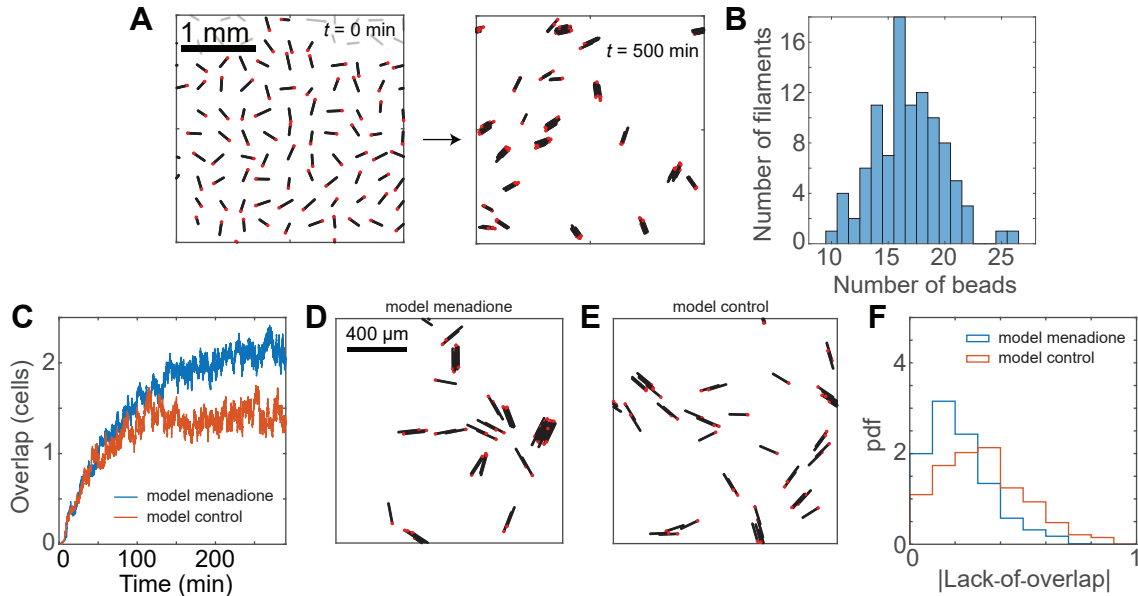 A
1 mm
t = 0 min
t = 500 min
B
Number of filaments
16
12
8
4
0
10
15
20
25
Number of beads
C
Overlap (cells)
2
1
0
0
100
200
Time (min)
model menadione
model control
D
model menadione
400 µm
E
model control
F
model menadione
model control
pdf
4
2
0
0
1
|Lack-of-overlap|